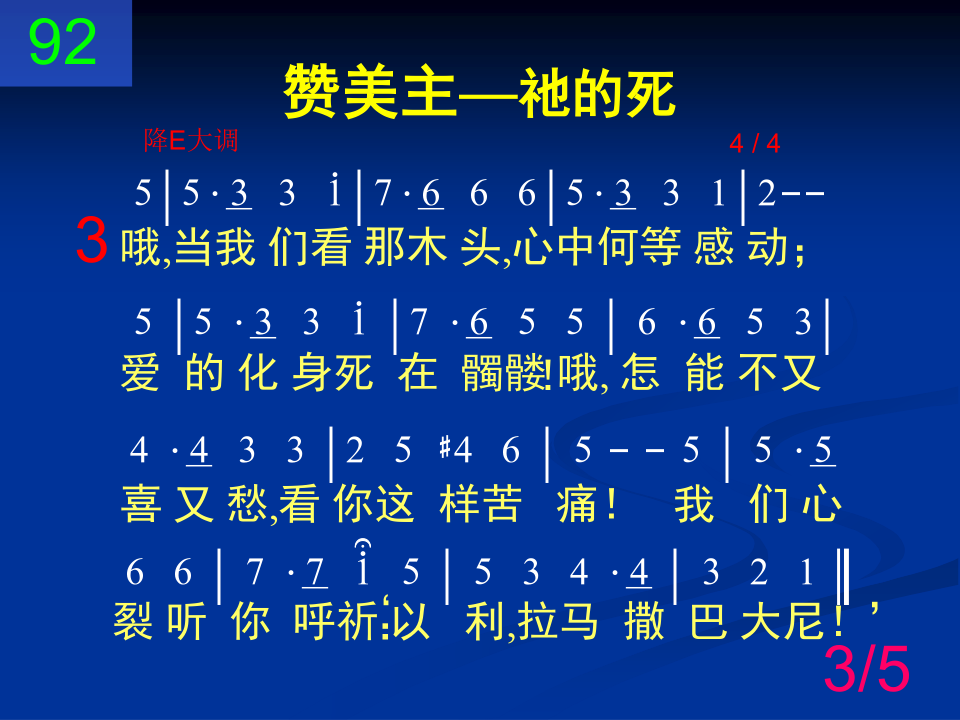 92
赞美主—祂的死
降E大调 4 / 4
5│5 · 3 3 i│7 · 6 6 6│5 · 3 3 1│2--
3 哦,当我 们看 那木 头,心中何等 感 动；
5 │5 · 3 3 i│7 · 6 5 5│ 6 · 6 5 3│
爱 的 化 身死 在 髑髅!哦, 怎 能 不又
4 · 4 3 3│2 5 #4 6│ 5 - - 5│ 5 · 5
喜 又 愁,看 你这 样苦 痛！ 我 们 心
6 6│ 7 · 7 i 5│ 5 3 4 · 4│ 3 2 1‖
裂 听 你 呼祈；‘以 利,拉马 撒 巴 大尼！’
3/5